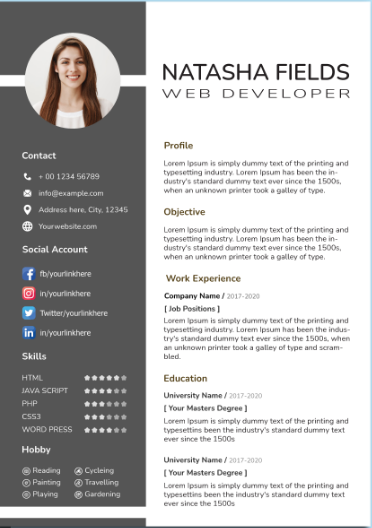 NATASHA FIELDS
WEB DEVELOPER
Contact
+ 00 1234 56789
info@example.com
Address here, City, 12345
Yourwebsite.com
Social Account
fb/yourlinkhere
in/yourlinkhere
Twitter/yourlinkhere
in/yourlinkhere
Skills
HTML
JAVA SCRIPT
PHP
CSS3
WORD PRESS
Hobby
Reading Cycleing
Painting Travelling
Playing Gardening
Profile
Lorem Ipsum is simply dummy text of the printing and
typesetting industry. Lorem Ipsum has been the in-
dustry's standard dummy text ever since the 1500s,
when an unknown printer took a galley of type.
Objective
Lorem Ipsum is simply dummy text of the printing and
typesetting industry. Lorem Ipsum has been the in-
dustry's standard dummy text ever since the 1500s,
when an unknown printer took a galley of type.
Work Experience
Company Name / 2017-2020
[ Job Positions ]
Lorem Ipsum is simply dummy text of the printing and
typesetting industry. Lorem Ipsum has been the indus-
try's standard dummy text ever since the 1500s, when
an unknown printer took a galley of type and scram-
bled.
Education
University Name / 2017-2020
[ Your Masters Degree ]
Lorem Ipsum is simply dummy text of the printing and
typesettins been the industry's standard dummy text
ever since the 1500s
University Name / 2017-2020
[ Your Masters Degree ]
Lorem Ipsum is simply dummy text of the printing and
typesettins been the industry's standard dummy text
ever since the 1500s